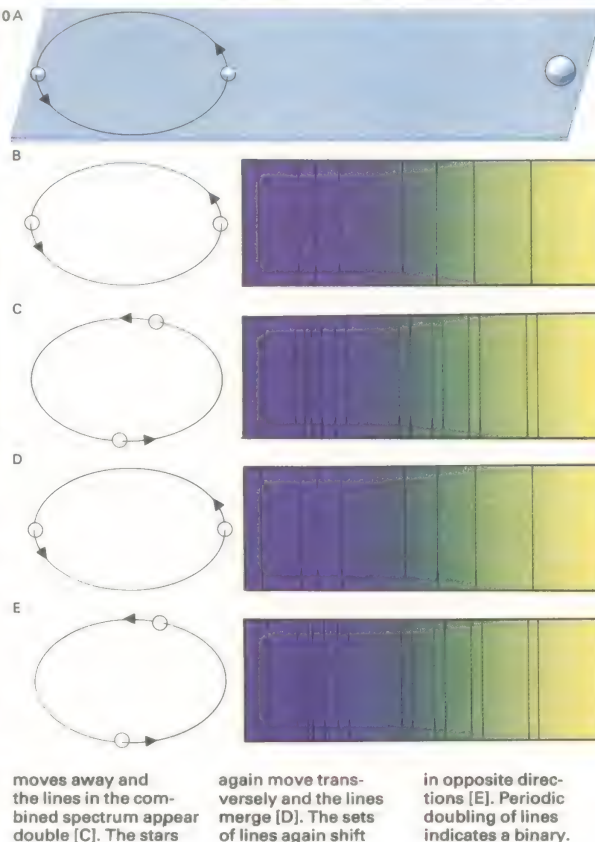 0 A
B
C
D
E
moves away and
the lines in the com-
bined spectrum appear
double [C]. The stars
again move trans-
versely and the lines
merge [D]. The sets
of lines again shift
in opposite direc-
tions [E]. Periodic
doubling of lines
indicates a binary.